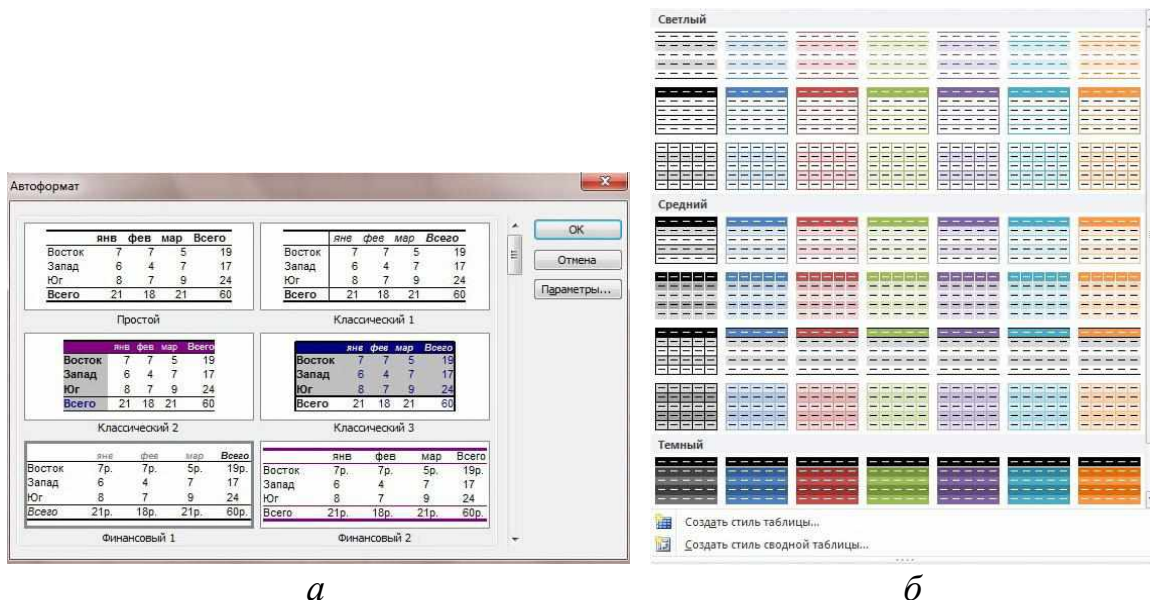 Автоформат
янв фев мар Всего
Восток 7 7 5 19
Запад 6 4 7 17
Юг 8 7 9 24
Всего 21 18 21 60
Простой
янв фев мар Всего
Восток 7 7 5 19
Запад 6 4 7 17
Юг 8 7 9 24
Всего 21 18 21 60
Классический 1
янв фев мар Всего
Восток 7 7 5 19
Запад 6 4 7 17
Юг 8 7 9 24
Всего 21 18 21 60
Классический 2
янв фев мар Всего
Восток 7 7 5 19
Запад 6 4 7 17
Юг 8 7 9 24
Всего 21 18 21 60
Классический 3
янв фев мар Всего
Восток 7р. 7р. 5р. 19р.
Запад 6 4 7 17
Юг 8 7 9 24
Всего 21р. 18р. 21р. 60р.
Финансовый 1
янв фев мар Всего
Восток 7р. 7р. 5р. 19р.
Запад 6 4 7 17
Юг 8 7 9 24
Всего 21р. 18р. 21р. 60р.
Финансовый 2
ОК
Отмена
Параметры...
а
Светлый
Средний
Темный
Создать стиль таблицы...
Создать стиль сводной таблицы...
б